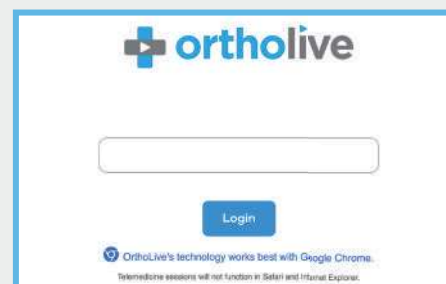 ortholive
Login
OrthoLive's technology works best with Google Chrome.
Telemedicine sessions will not function in Safari and Internet Explorer.